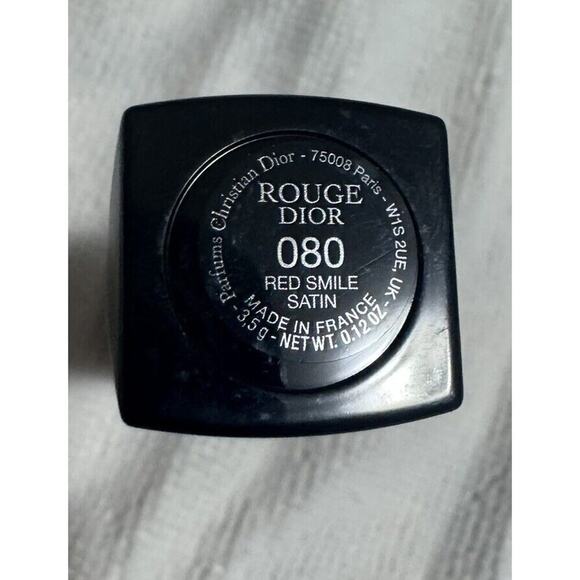 Parfums Christian Dior - 75008 Paris - W1S 2UE, UK -
ROUGE
DIOR
080
RED SMILE
SATIN
MADE IN FRANCE
- 3,5g - NET WT. 0.12 OZ -